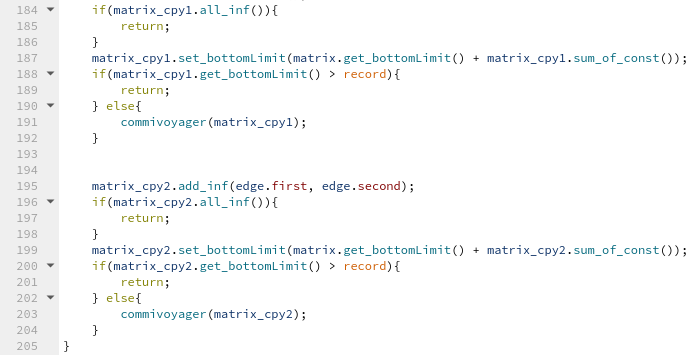 184 if(matrix_cpy1.all_inf()){
185 return;
186 }
187 matrix_cpy1.set_bottomLimit(matrix.get_bottomLimit() + matrix_cpy1.sum_of_const());
188 if(matrix_cpy1.get_bottomLimit() > record){
189 return;
190 } else{
191 commivoyager(matrix_cpy1);
192 }
193
194
195 matrix_cpy2.add_inf(edge.first, edge.second);
196 if(matrix_cpy2.all_inf()){
197 return;
198 }
199 matrix_cpy2.set_bottomLimit(matrix.get_bottomLimit() + matrix_cpy2.sum_of_const());
200 if(matrix_cpy2.get_bottomLimit() > record){
201 return;
202 } else{
203 commivoyager(matrix_cpy2);
204 }
205 }